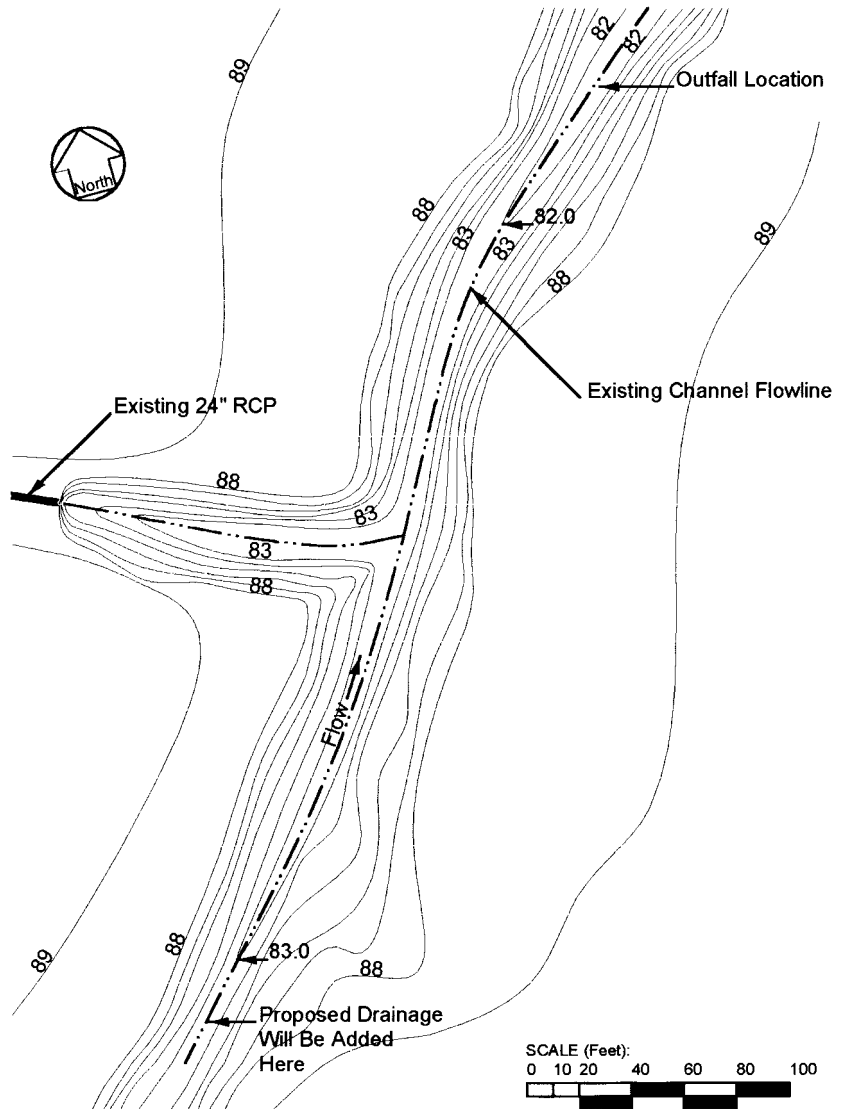 82
82
89
Outfall Location
North
88
83
82.0
83
89
88
Existing Channel Flowline
Existing 24" RCP
88
83
83
88
Flow
88
89
83.0
88
Proposed Drainage
Will Be Added
Here
SCALE (Feet):
0 10 20 40 60 80 100